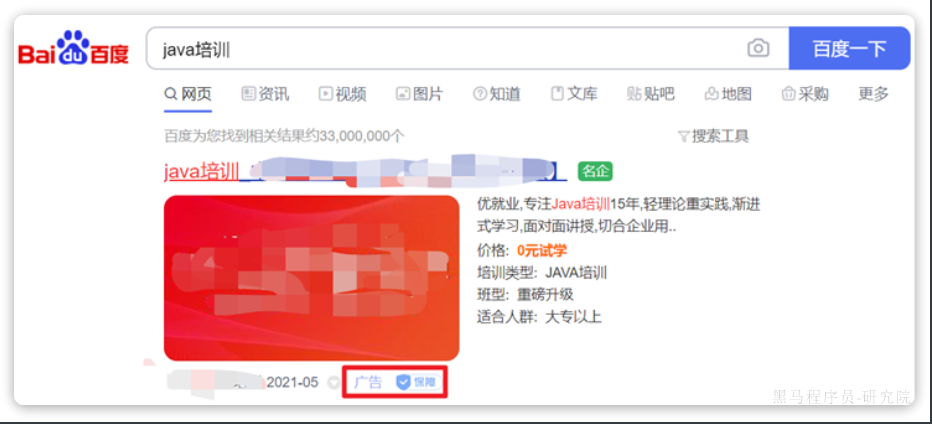 Bai du 百度
java培训
百度一下
网页 资讯 视频 图片 知道 文库 贴 贴吧 地图 采购 更多
百度为您找到相关结果约33,000,000个
搜索工具
java培训
名企
优就业,专注Java培训15年,轻理论重实践,渐进
式学习,面对面讲授,切合企业用..
价格: 0元试学
培训类型: JAVA培训
班型: 重磅升级
适合人群: 大专以上
2021-05 广告 保障
黑马程序员-研究院